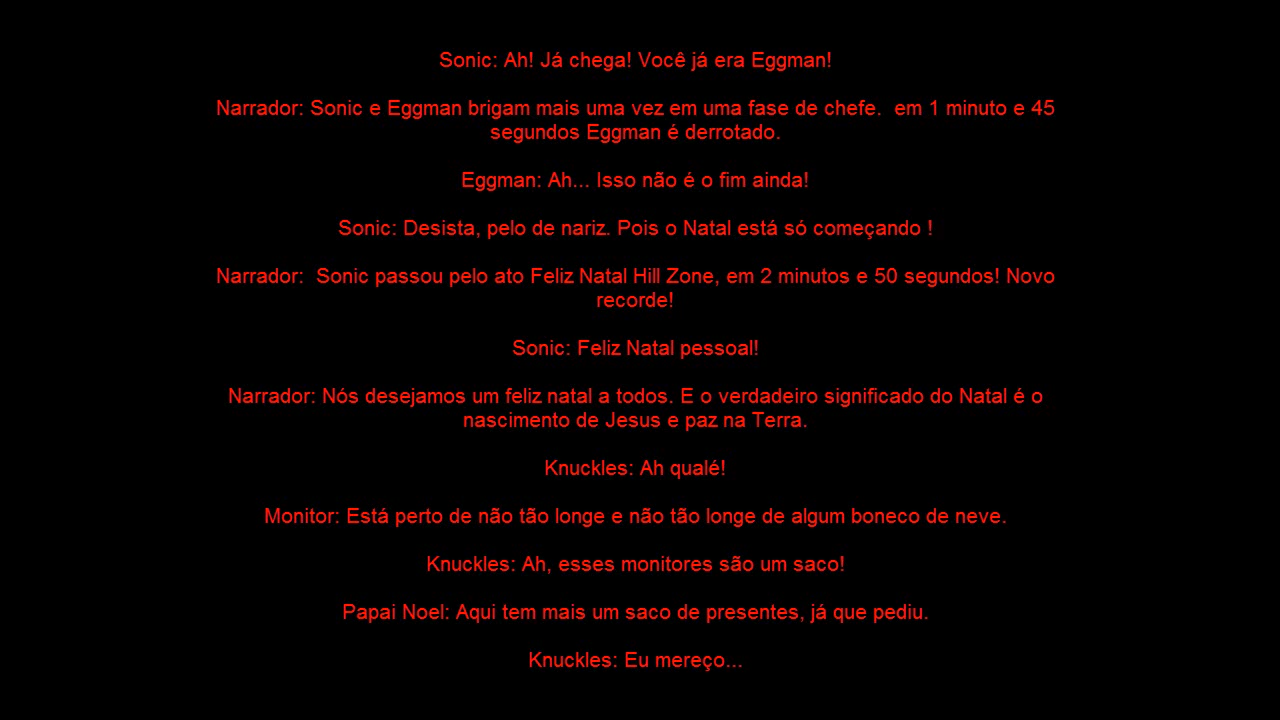 Sonic: Ah! Já chega! Você já era Eggman!
Narrador: Sonic e Eggman brigam mais uma vez em uma fase de chefe.  em 1 minuto e 45
segundos Eggman é derrotado.
Eggman: Ah... Isso não é o fim ainda!
Sonic: Desista, pelo de nariz. Pois o Natal está só começando !
Narrador:  Sonic passou pelo ato Feliz Natal Hill Zone, em 2 minutos e 50 segundos! Novo
recorde!
Sonic: Feliz Natal pessoal!
Narrador: Nós desejamos um feliz natal a todos. E o verdadeiro significado do Natal é o
nascimento de Jesus e paz na Terra.
Knuckles: Ah qualé!
Monitor: Está perto de não tão longe e não tão longe de algum boneco de neve.
Knuckles: Ah, esses monitores são um saco!
Papai Noel: Aqui tem mais um saco de presentes, já que pediu.
Knuckles: Eu mereço...